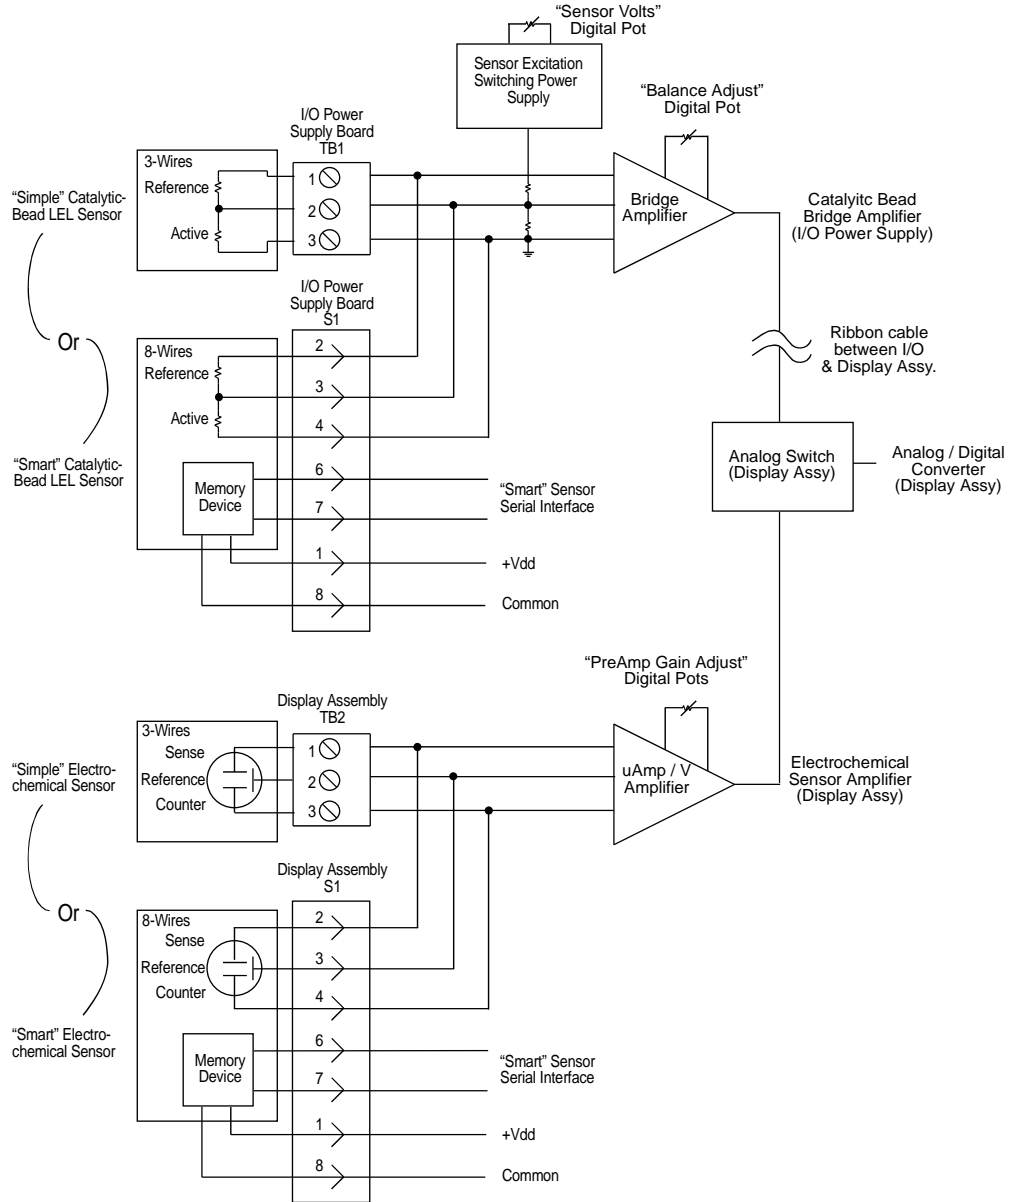 “Sensor Volts”
Digital Pot
Sensor Excitation
Switching Power
Supply
“Balance Adjust”
Digital Pot
I/O Power
Supply Board
TB1
3-Wires
Reference
Active
1
2
3
“Simple” Catalytic-
Bead LEL Sensor
Bridge
Amplifier
Catalyitc Bead
Bridge Amplifier
(I/O Power Supply)
Or
I/O Power
Supply Board
S1
8-Wires
Reference
Active
2
3
4
Ribbon cable
between I/O
& Display Assy.
“Smart” Catalytic-
Bead LEL Sensor
Memory
Device
6
7
1
8
“Smart” Sensor
Serial Interface
+Vdd
Common
Analog Switch
(Display Assy)
Analog / Digital
Converter
(Display Assy)
“PreAmp Gain Adjust”
Digital Pots
Display Assembly
TB2
3-Wires
Sense
Reference
Counter
1
2
3
“Simple” Electro-
chemical Sensor
uAmp / V
Amplifier
Electrochemical
Sensor Amplifier
(Display Assy)
Or
Display Assembly
S1
8-Wires
Sense
Reference
Counter
2
3
4
“Smart” Electro-
chemical Sensor
Memory
Device
6
7
1
8
“Smart” Sensor
Serial Interface
+Vdd
Common